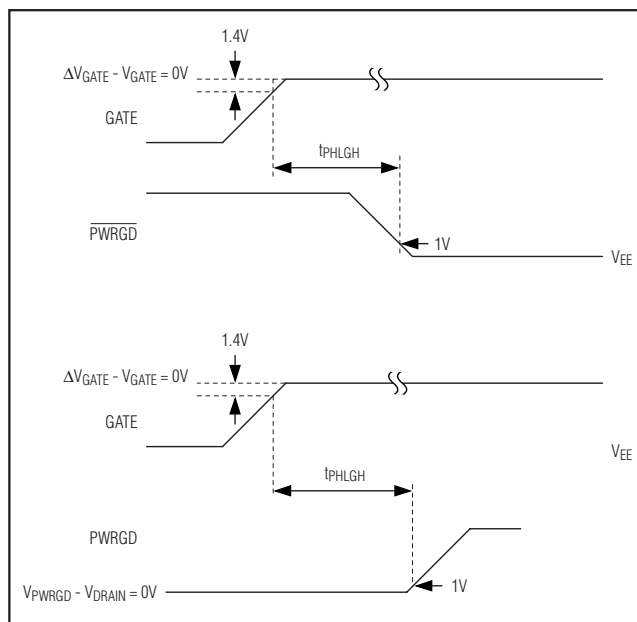 1.4V
ΔVGATE - VGATE = 0V
GATE
tPHLGH
PWRGD
1V
VEE
1.4V
ΔVGATE - VGATE = 0V
GATE
VEE
tPHLGH
PWRGD
1V
VPWRGD - VDRAIN = 0V